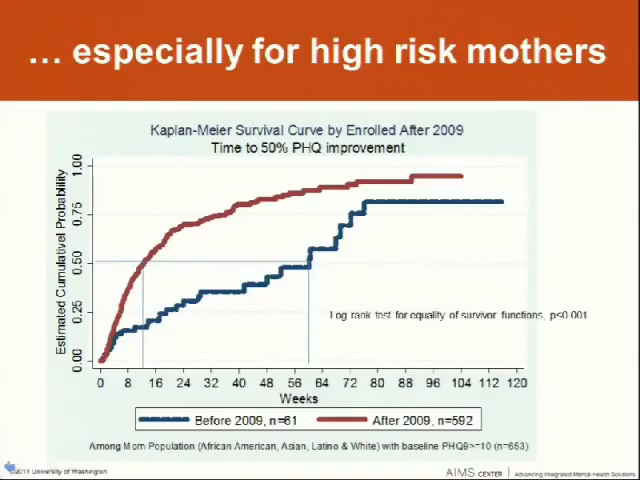 … especially for high risk mothers
Kaplan-Meier Survival Curve by Enrolled After 2009
Time to 50% PHQ improvement
Estimated Cumulatived Probability
1.00
0.75
0.50
0.25
0.00
Log rank test for equality of survivor functions, p<0.001
0 8 16 24 32 40 48 56 64 72 80 88 96 104 112 120
Weeks
Before 2009, n=61 After 2009, n=592
Among Mom Population (African American, Asian, Latino & White) with baseline PHQ9>=10 (n=653)
©2011 University of Washington
AIMS CENTER | Advancing Integrated Mental Health Solutions